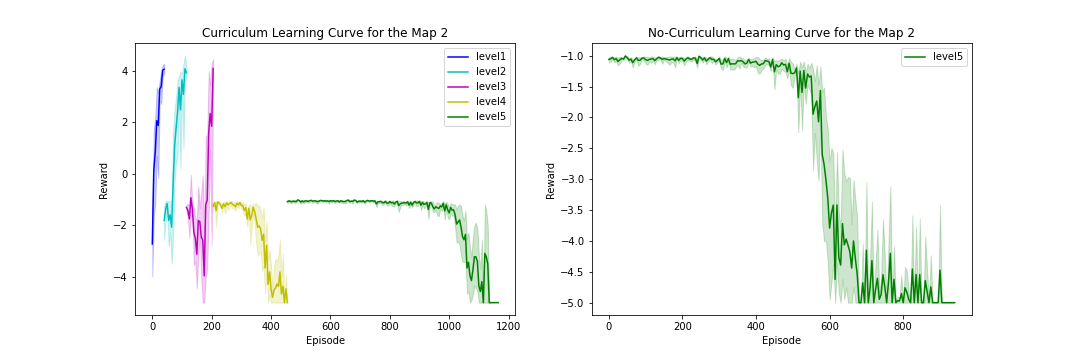 Curriculum Learning Curve for the Map 2
level1
level2
level3
level4
level5
4
2
0
−2
−4
0 200 400 600 800 1000 1200
Reward
Episode
No-Curriculum Learning Curve for the Map 2
level5
−1.0
−1.5
−2.0
−2.5
−3.0
−3.5
−4.0
−4.5
−5.0
0 200 400 600 800
Reward
Episode